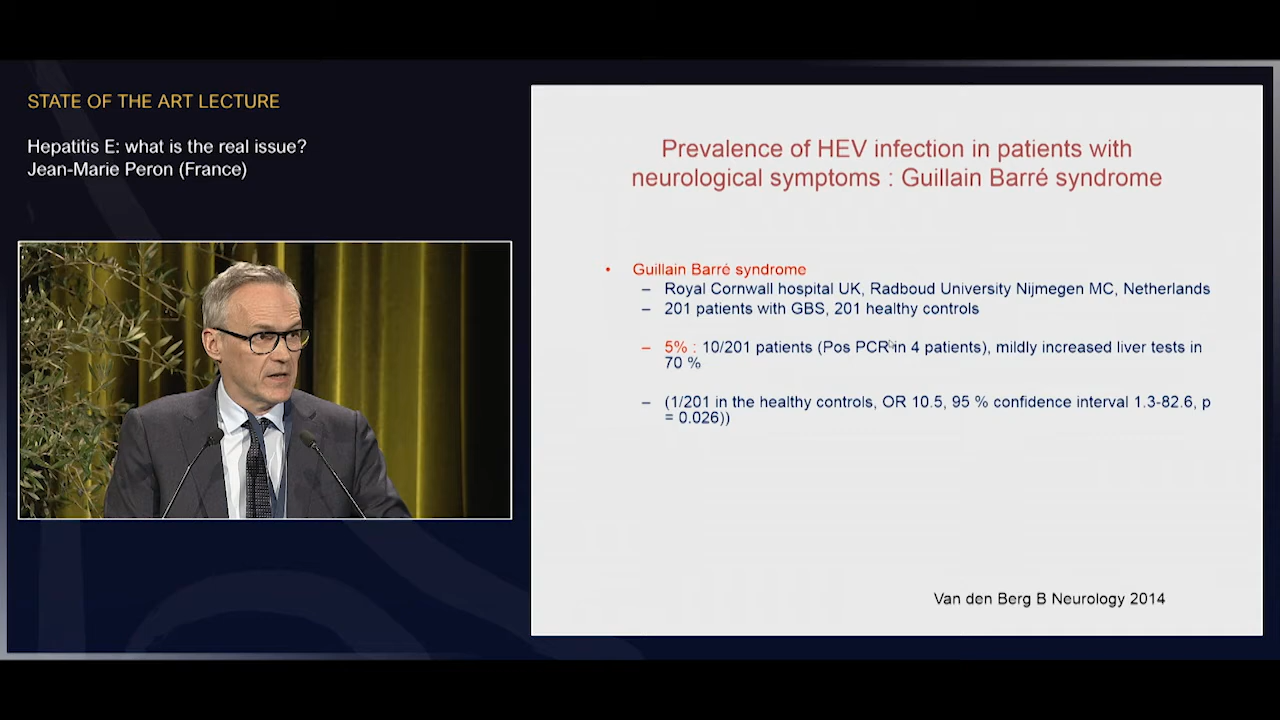 STATE OF THE ART LECTURE
Hepatitis E: what is the real issue?
Jean-Marie Peron (France)
Prevalence of HEV infection in patients with
neurological symptoms : Guillain Barré syndrome
• Guillain Barré syndrome
– Royal Cornwall hospital UK, Radboud University Nijmegen MC, Netherlands
– 201 patients with GBS, 201 healthy controls
– 5% : 10/201 patients (Pos PCR in 4 patients), mildly increased liver tests in
70 %
– (1/201 in the healthy controls, OR 10.5, 95 % confidence interval 1.3-82.6, p
= 0.026))
Van den Berg B Neurology 2014